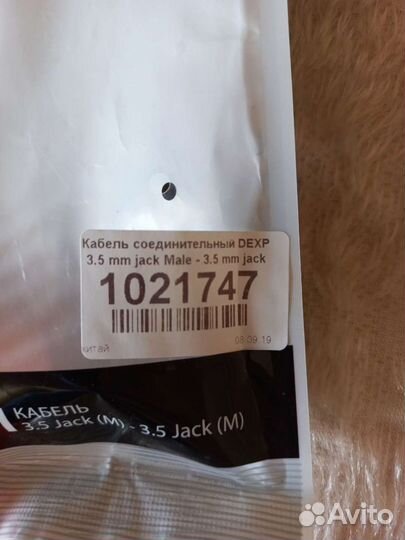 Кабель соединительный DEXP
3.5 mm jack Male - 3.5 mm jack
1021747
китай
08.09.19
КАБЕЛЬ
3.5 Jack (M) - 3.5 Jack (M)
Avito